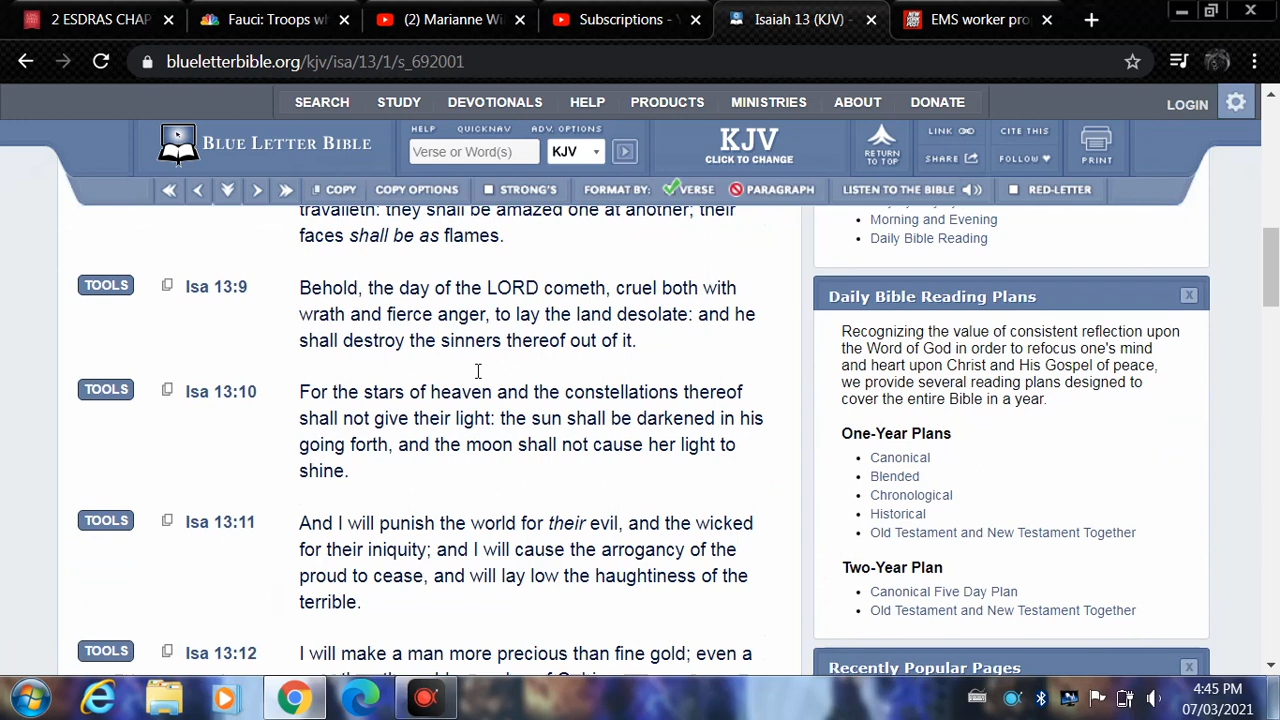 2 ESDRAS CHAP
Fauci: Troops w
(2) Marianne Wi
Subscriptions - Y
Isaiah 13 (KJV) -
EMS worker pro
blueletterbible.org/kjv/isa/13/1/s_692001
SEARCH STUDY DEVOTIONALS HELP PRODUCTS MINISTRIES ABOUT DONATE
LOGIN
BLUE LETTER BIBLE
HELP QUICKNAV ADV. OPTIONS
Verse or Word(s) KJV
KJV
CLICK TO CHANGE
RETURN
TO TOP
LINK CITE THIS
SHARE FOLLOW
PRINT
COPY COPY OPTIONS STRONG'S FORMAT BY: VERSE PARAGRAPH LISTEN TO THE BIBLE RED-LETTER
travaileth: they shall be amazed one at another; their
faces shall be as flames.
TOOLS Isa 13:9 Behold, the day of the LORD cometh, cruel both with
wrath and fierce anger, to lay the land desolate: and he
shall destroy the sinners thereof out of it.
TOOLS Isa 13:10 For the stars of heaven and the constellations thereof
shall not give their light: the sun shall be darkened in his
going forth, and the moon shall not cause her light to
shine.
TOOLS Isa 13:11 And I will punish the world for their evil, and the wicked
for their iniquity; and I will cause the arrogancy of the
proud to cease, and will lay low the haughtiness of the
terrible.
TOOLS Isa 13:12 I will make a man more precious than fine gold; even a
Morning and Evening
Daily Bible Reading
Daily Bible Reading Plans
Recognizing the value of consistent reflection upon
the Word of God in order to refocus one's mind
and heart upon Christ and His Gospel of peace,
we provide several reading plans designed to
cover the entire Bible in a year.
One-Year Plans
Canonical
Blended
Chronological
Historical
Old Testament and New Testament Together
Two-Year Plan
Canonical Five Day Plan
Old Testament and New Testament Together
Recently Popular Pages
4:45 PM
07/03/2021